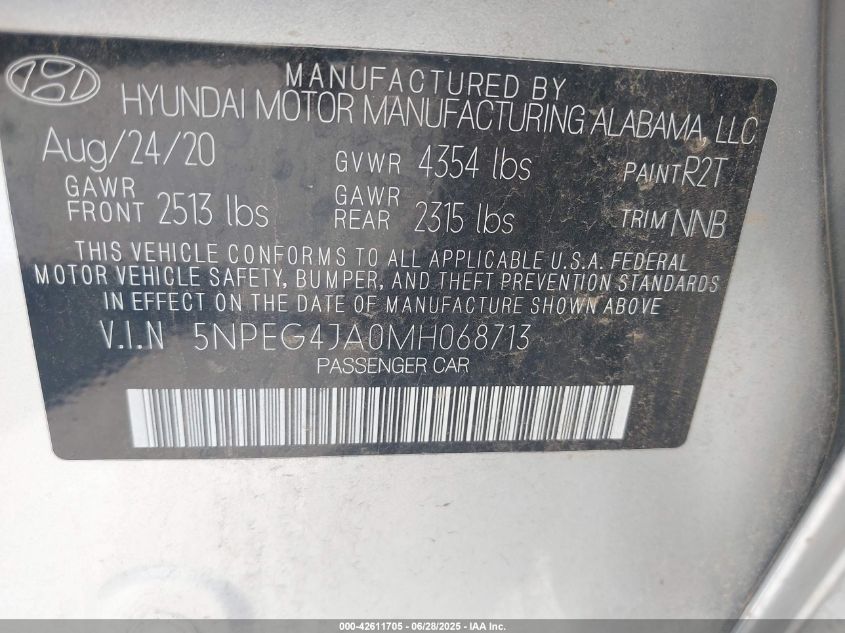 MANUFACTURED BY
HYUNDAI MOTOR MANUFACTURING ALABAMA, LLC
Aug/24/20 GVWR 4354 lbs PAINT R2T
GAWR FRONT 2513 lbs GAWR REAR 2315 lbs TRIM NNB
THIS VEHICLE CONFORMS TO ALL APPLICABLE U.S.A. FEDERAL
MOTOR VEHICLE SAFETY, BUMPER, AND THEFT PREVENTION STANDARDS
IN EFFECT ON THE DATE OF MANUFACTURE SHOWN ABOVE.
V.I.N 5NPEG4JA0MH068713
PASSENGER CAR
000-42611705 - 06/28/2025 - IAA Inc.